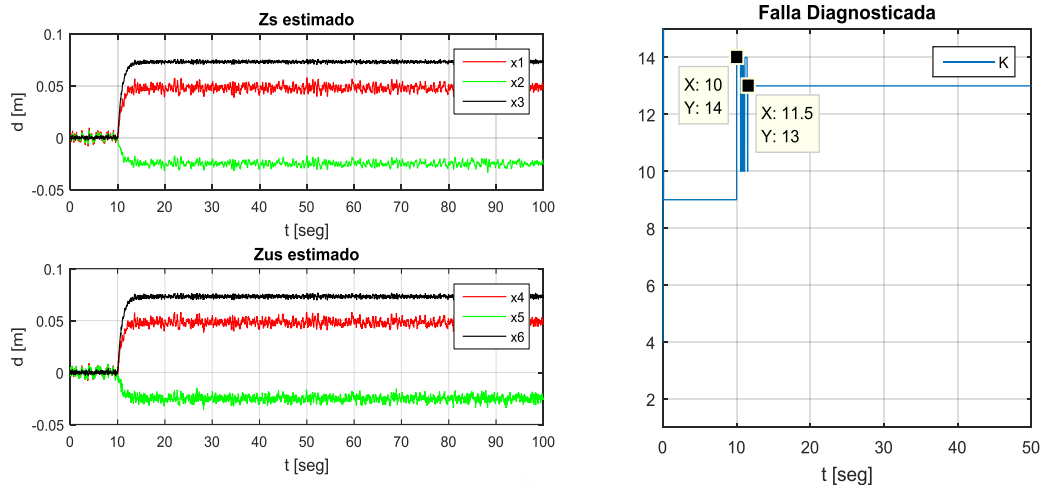 Zs estimado
0.1
0.05
0
-0.05
d [m]
x1
x2
x3
0 10 20 30 40 50 60 70 80 90 100
t [seg]
Zus estimado
0.1
0.05
0
-0.05
d [m]
x4
x5
x6
0 10 20 30 40 50 60 70 80 90 100
t [seg]
Falla Diagnosticada
14
12
10
8
6
4
2
K
X: 10
Y: 14
X: 11.5
Y: 13
0 10 20 30 40 50
t [seg]